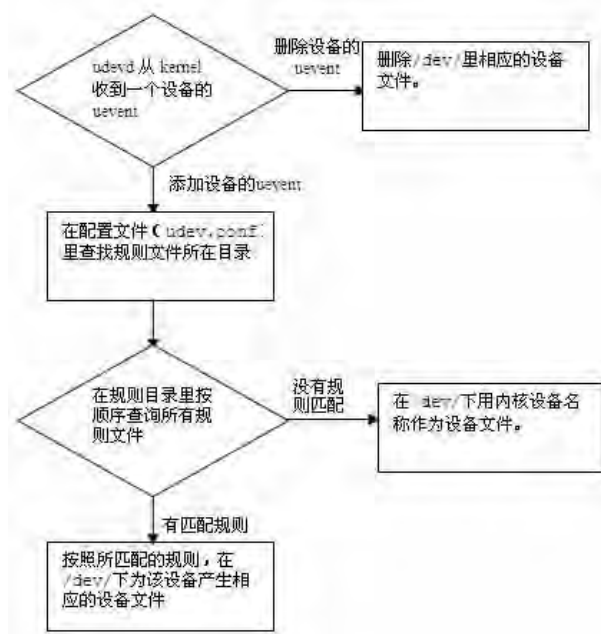 udevd 从 kernel
收到一个设备的
uevent
删除设备的
uevent
删除/dev/里相应的设备
文件。
添加设备的uevent
在配置文件( udev.conf)
里查找规则文件所在目录
在规则目录里按
顺序查询所有规
则文件
没有规
则匹配
在 /dev/下用内核设备名
称作为设备文件。
有匹配规则
按照所匹配的规则，在
/dev/下为该设备产生相
应的设备文件